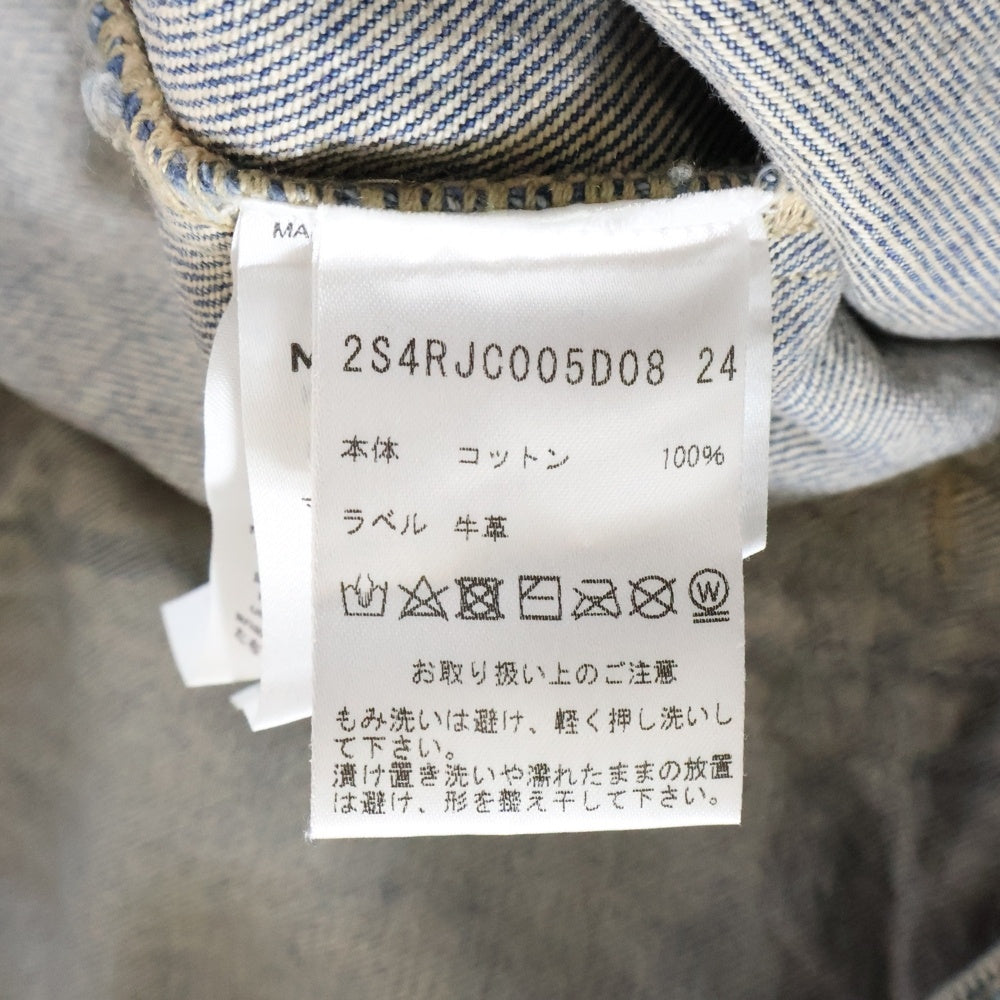 MA
2S4RJC005D08 24
本体 コットン 100%
ラベル 牛革
W
お取り扱い上のご注意
もみ洗いは避け、軽く押し洗いし
て下さい。
漬け置き洗いや濡れたままの放置
は避け、形を整え干して下さい。